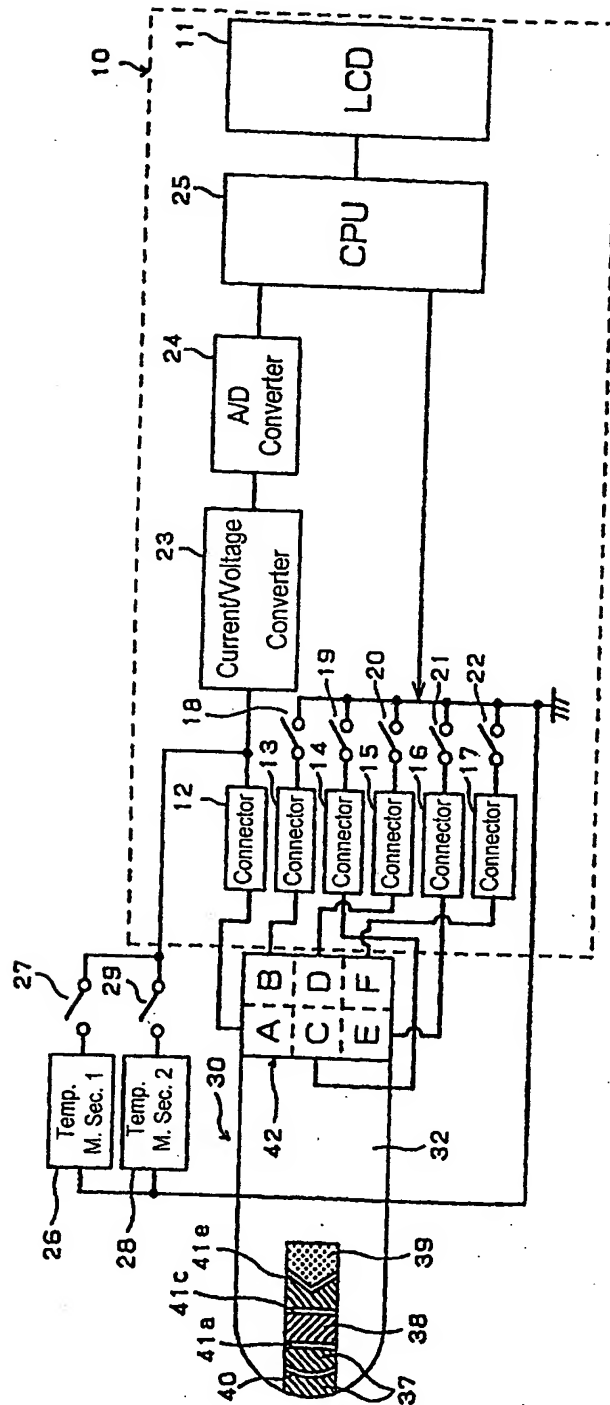 10
11
LCD
25
CPU
24
A/D
Converter
23
Current/Voltage
Converter
18
19
20
21
22
12
Connector
13
Connector
14
Connector
15
Connector
16
Connector
17
Connector
27
29
Temp.
M. Sec. 1
Temp.
M. Sec. 2
26
28
30
42
A B
C D
E F
32
41e
41c
41a
40
39
38
37